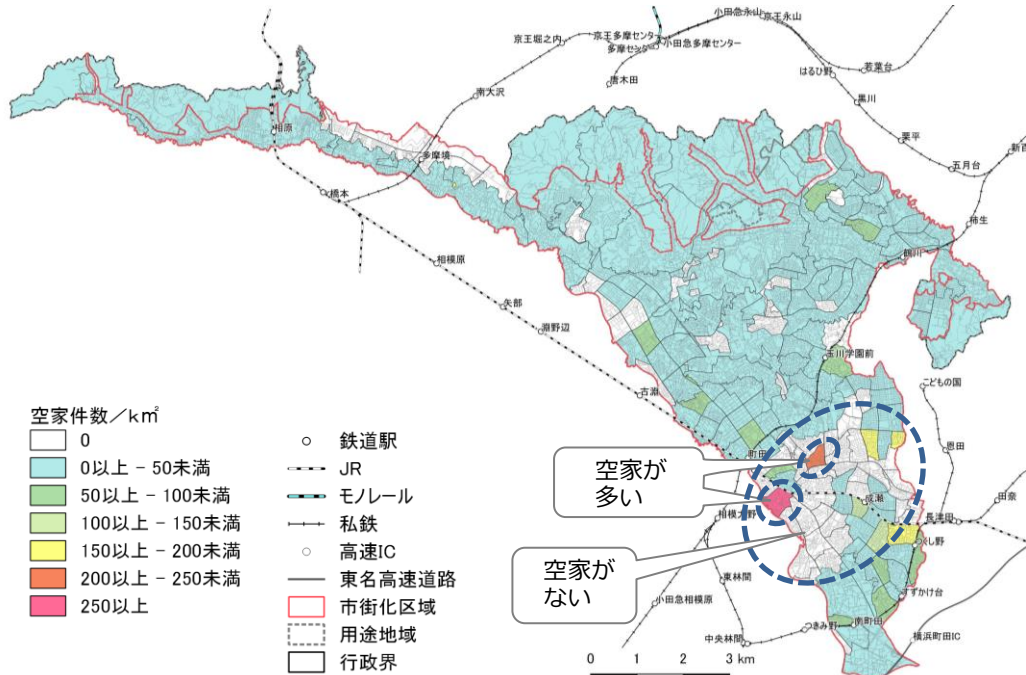 小田急永山
京王永山
京王多摩センター
多摩センター
小田急多摩センター
京王堀之内
若葉台
はるひ野
唐木田
南大沢
黒川
栗平
相原
多摩境
五月台
新百
橋本
柿生
鶴川
相模原
矢部
淵野辺
玉川学園前
こどもの国
古淵
町田
恩田
空家が
多い
成瀬
田奈
相模大野
長津田
つくし野
空家が
ない
東林間
小田急相模原
すずかけ台
つきみ野
南町田
中央林間
横浜町田IC
空家件数/k㎡
0
0以上 - 50未満
50以上 - 100未満
100以上 - 150未満
150以上 - 200未満
200以上 - 250未満
250以上
鉄道駅
JR
モノレール
私鉄
高速IC
東名高速道路
市街化区域
用途地域
行政界
0 1 2 3 km